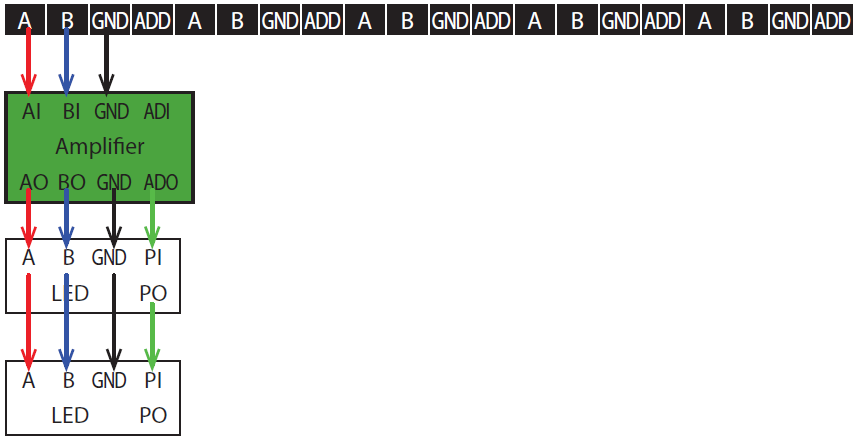 A B GND ADD A B GND ADD A B GND ADD A B GND ADD A B GND ADD
AI BI GND ADI
Amplifier
AO BO GND ADO
A B GND PI
LED PO
A B GND PI
LED PO